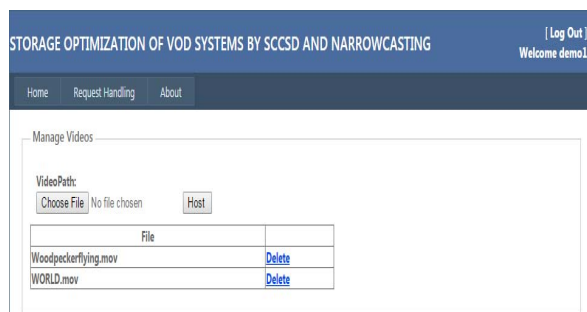 STORAGE OPTIMIZATION OF VOD SYSTEMS BY SCCSD AND NARROWCASTING
[ Log Out ]
Welcome demo1
Home Request Handling About
Manage Videos
VideoPath:
Choose File No file chosen Host
File
Woodpeckerflying.mov Delete
WORLD.mov Delete